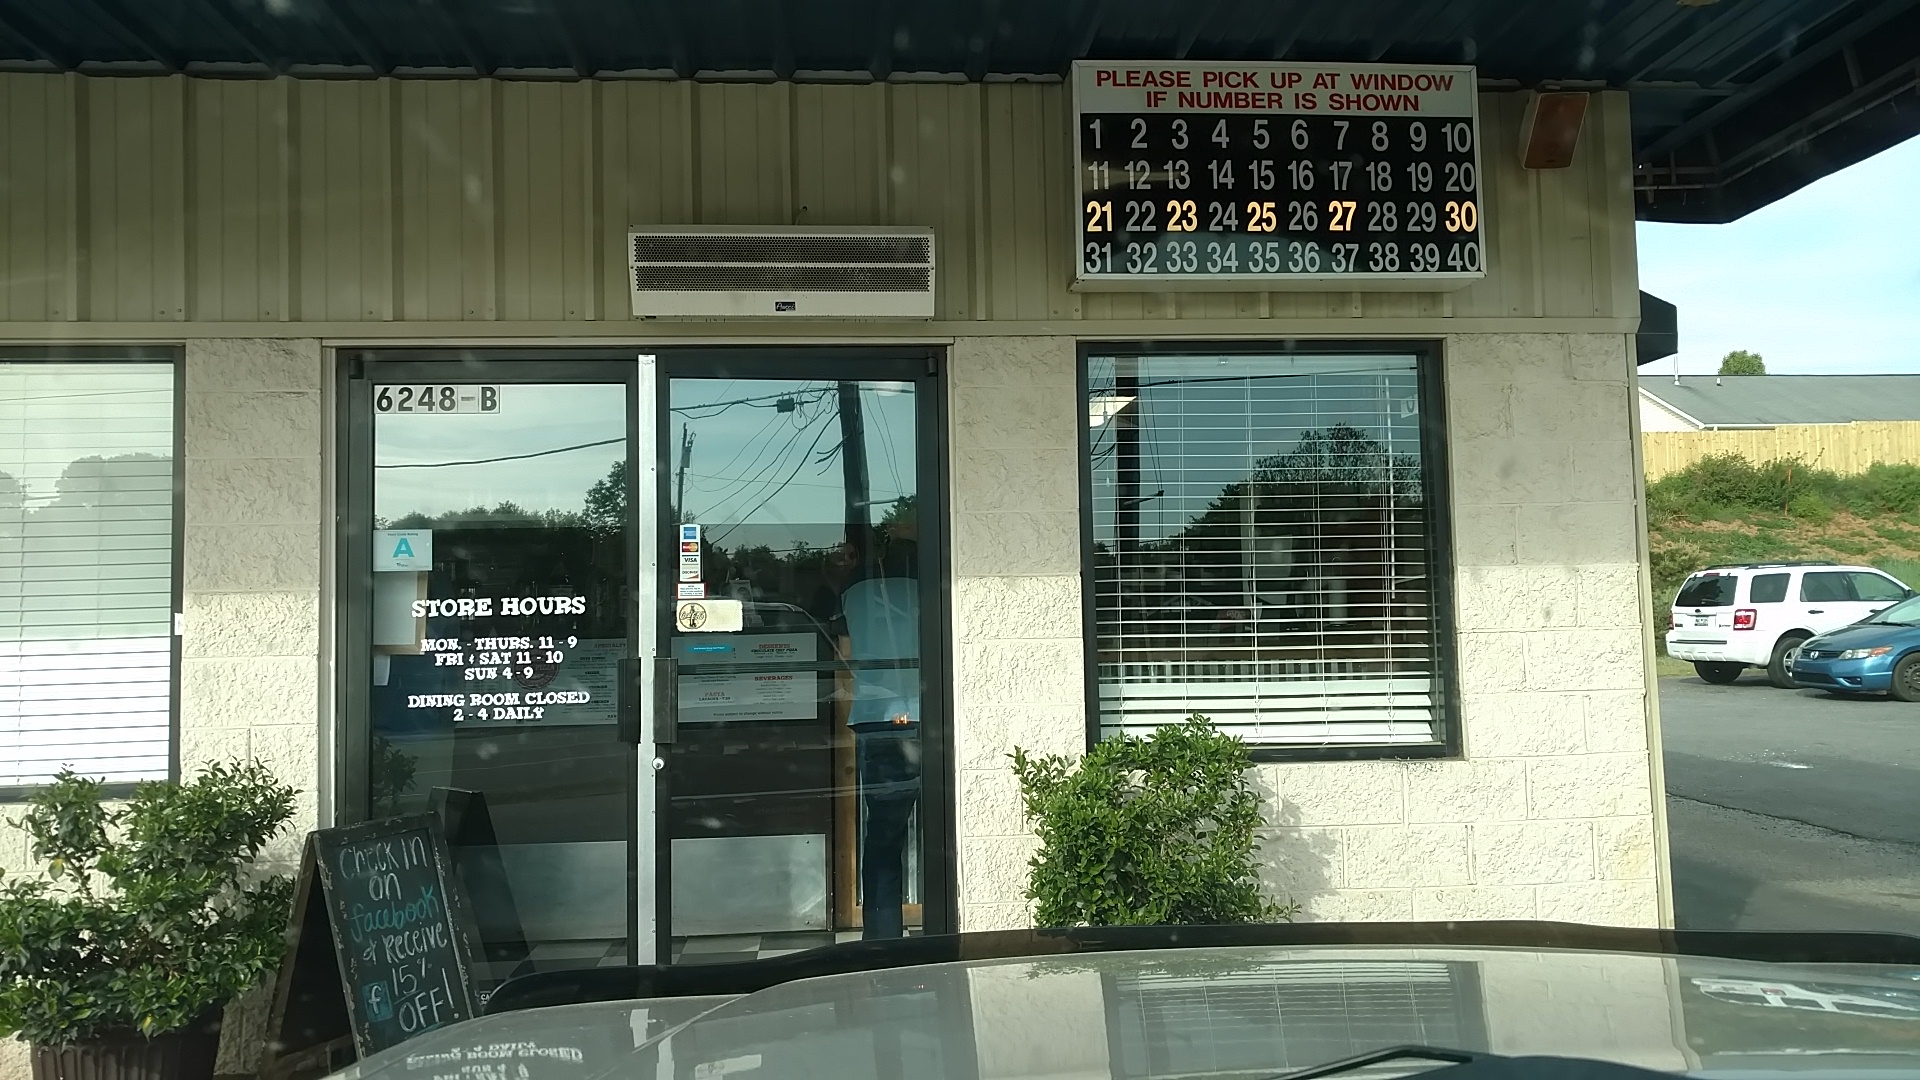 PLEASE PICK UP AT WINDOW
IF NUMBER IS SHOWN
1 2 3 4 5 6 7 8 9 10
11 12 13 14 15 16 17 18 19 20
21 22 23 24 25 26 27 28 29 30
31 32 33 34 35 36 37 38 39 40
6248-B
A
VISA
DISCOVER
STORE HOURS
MON. - THURS. 11 - 9
FRI & SAT 11 - 10
SUN 4 - 9
DINING ROOM CLOSED
2 - 4 DAILY
DESSERTS
BEVERAGES
CHECK IN
ON
facebook
& Receive
f 15%
OFF!